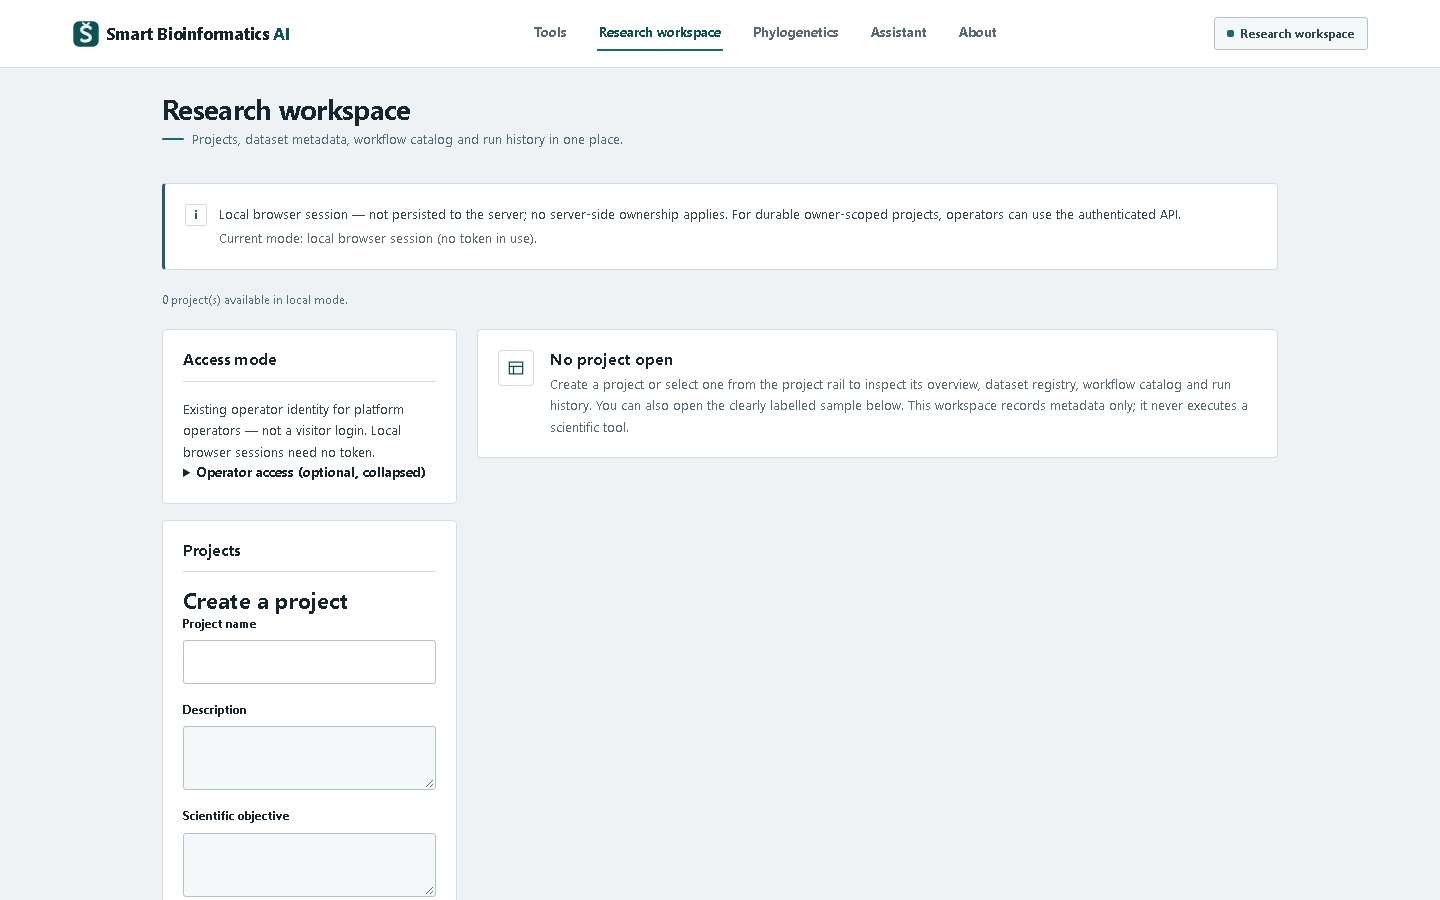 Š Smart Bioinformatics AI
Tools
Research workspace
Phylogenetics
Assistant
About
Research workspace
Research workspace
Projects, dataset metadata, workflow catalog and run history in one place.
i
Local browser session — not persisted to the server; no server-side ownership applies. For durable owner-scoped projects, operators can use the authenticated API.
Current mode: local browser session (no token in use).
0 project(s) available in local mode.
Access mode
Existing operator identity for platform
operators — not a visitor login. Local
browser sessions need no token.
Operator access (optional, collapsed)
No project open
Create a project or select one from the project rail to inspect its overview, dataset registry, workflow catalog and run
history. You can also open the clearly labelled sample below. This workspace records metadata only; it never executes a
scientific tool.
Projects
Create a project
Project name
Description
Scientific objective